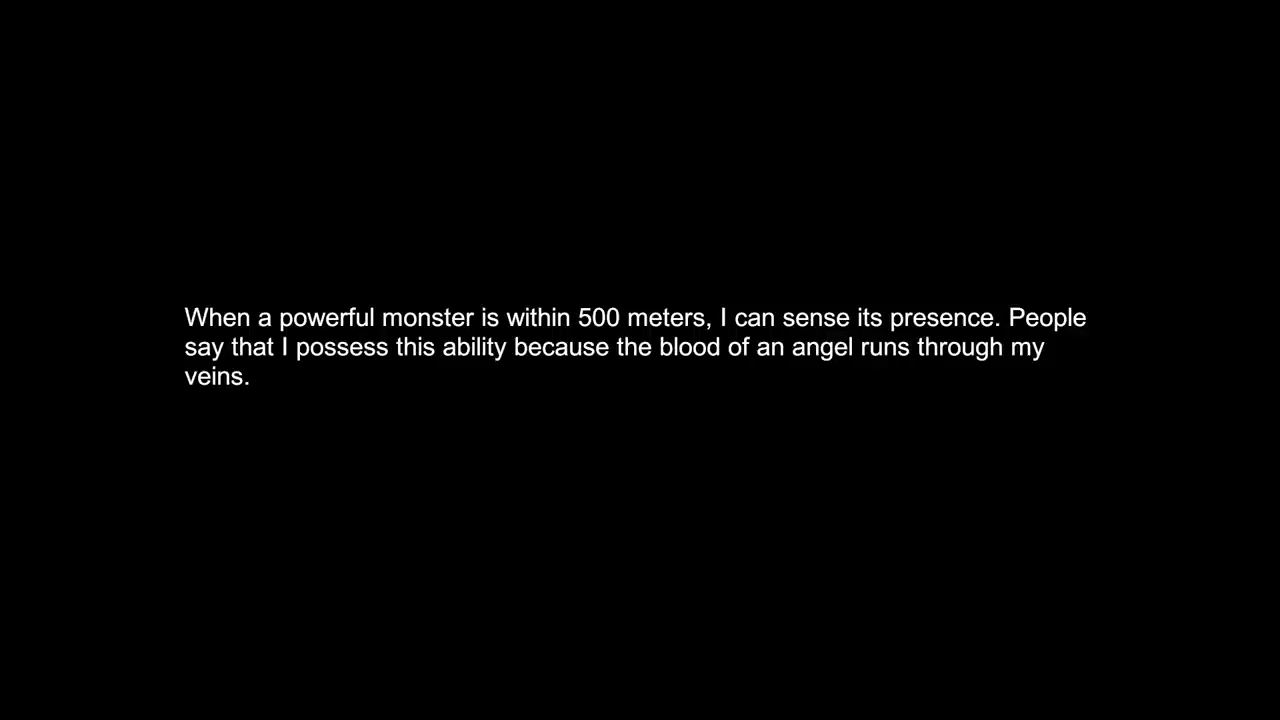 When a powerful monster is within 500 meters, I can sense its presence. People
say that I possess this ability because the blood of an angel runs through my
veins.